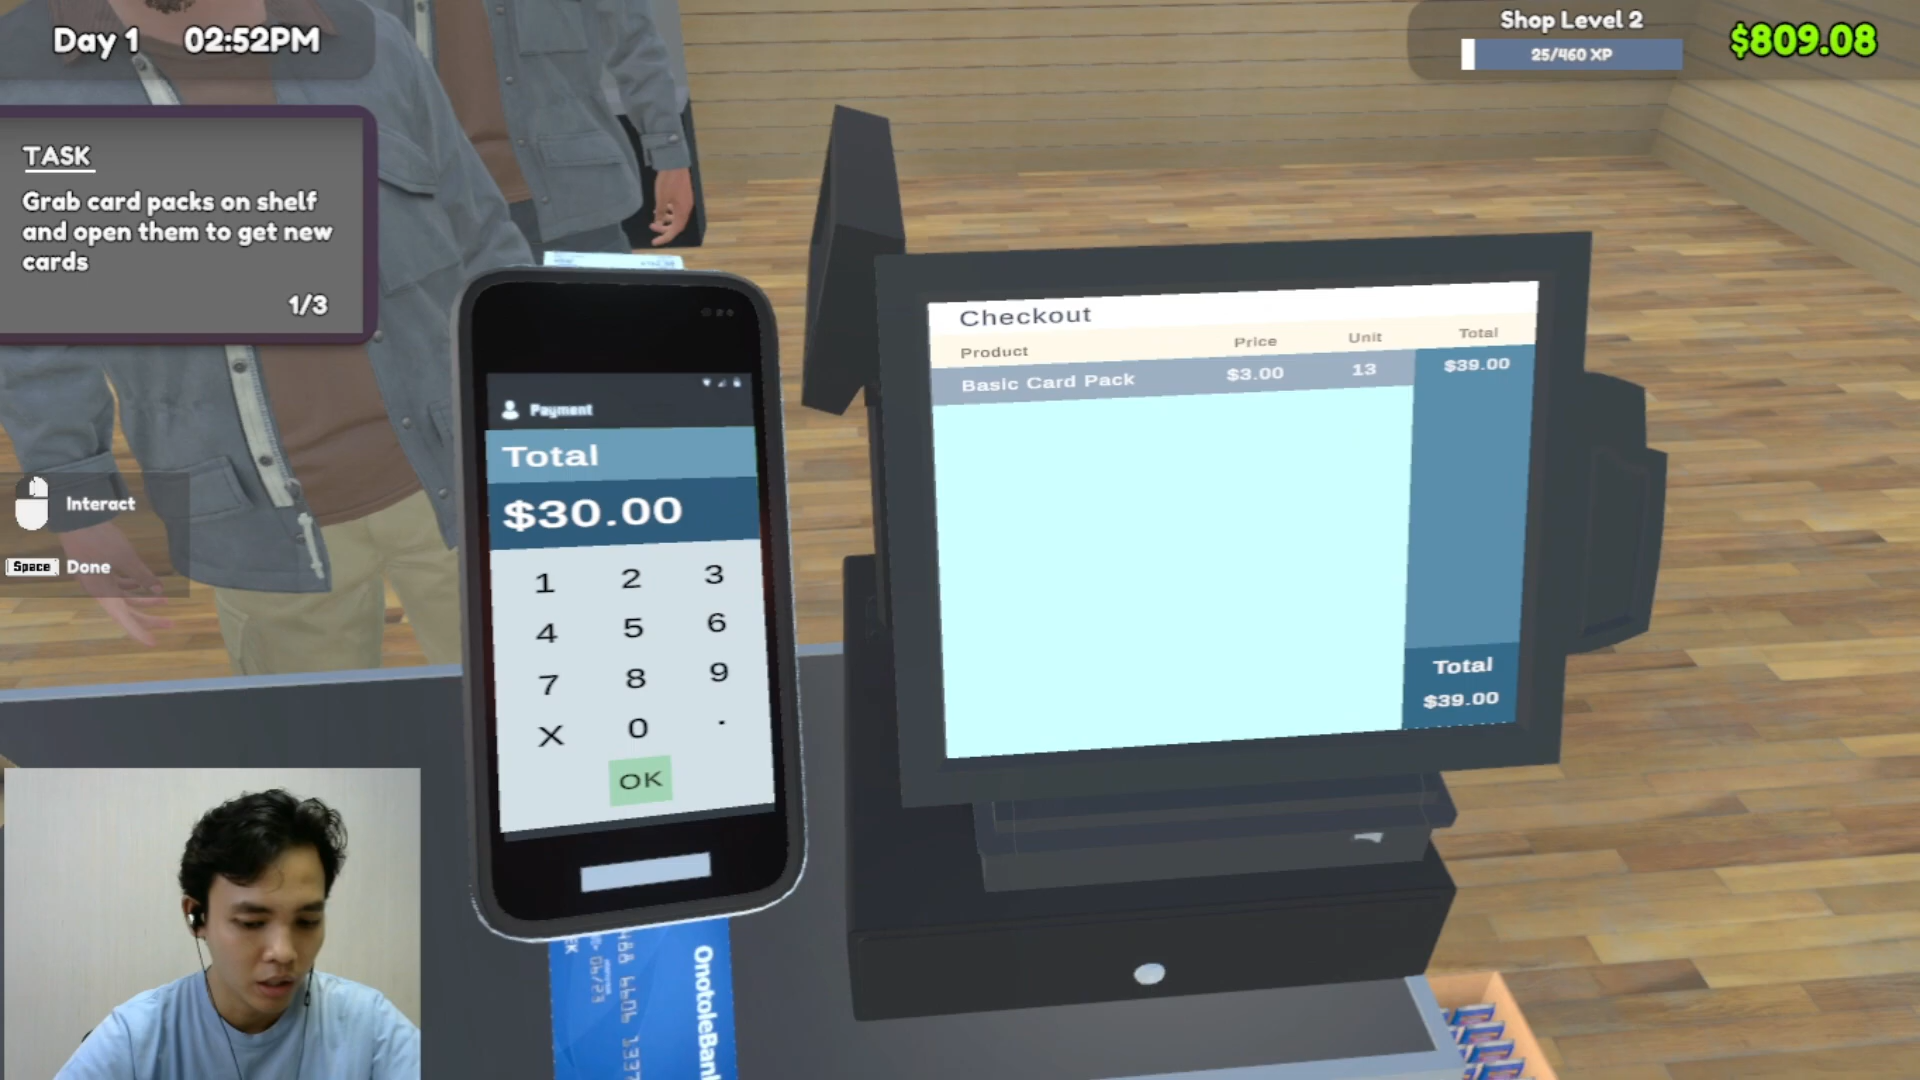 Day 1 02:52PM
Shop Level 2
25/460 XP
$809.08
TASK
Grab card packs on shelf
and open them to get new
cards
1/3
Interact
Space Done
Payment
Total
$30.00
1 2 3
4 5 6
7 8 9
X 0 .
OK
Checkout
Product Price Unit Total
Basic Card Pack $3.00 13 $39.00
Total
$39.00
OnotoleBank